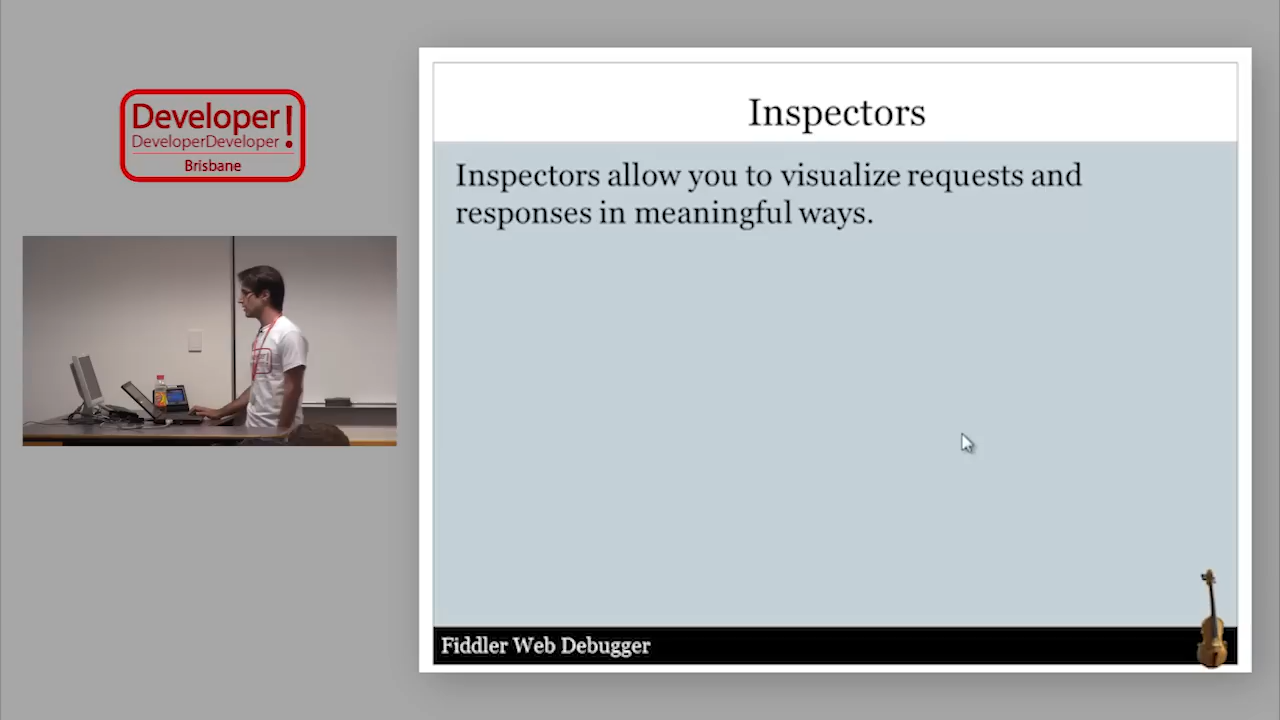 Developer!
DeveloperDeveloper
Brisbane
Inspectors
Inspectors allow you to visualize requests and
responses in meaningful ways.
Fiddler Web Debugger